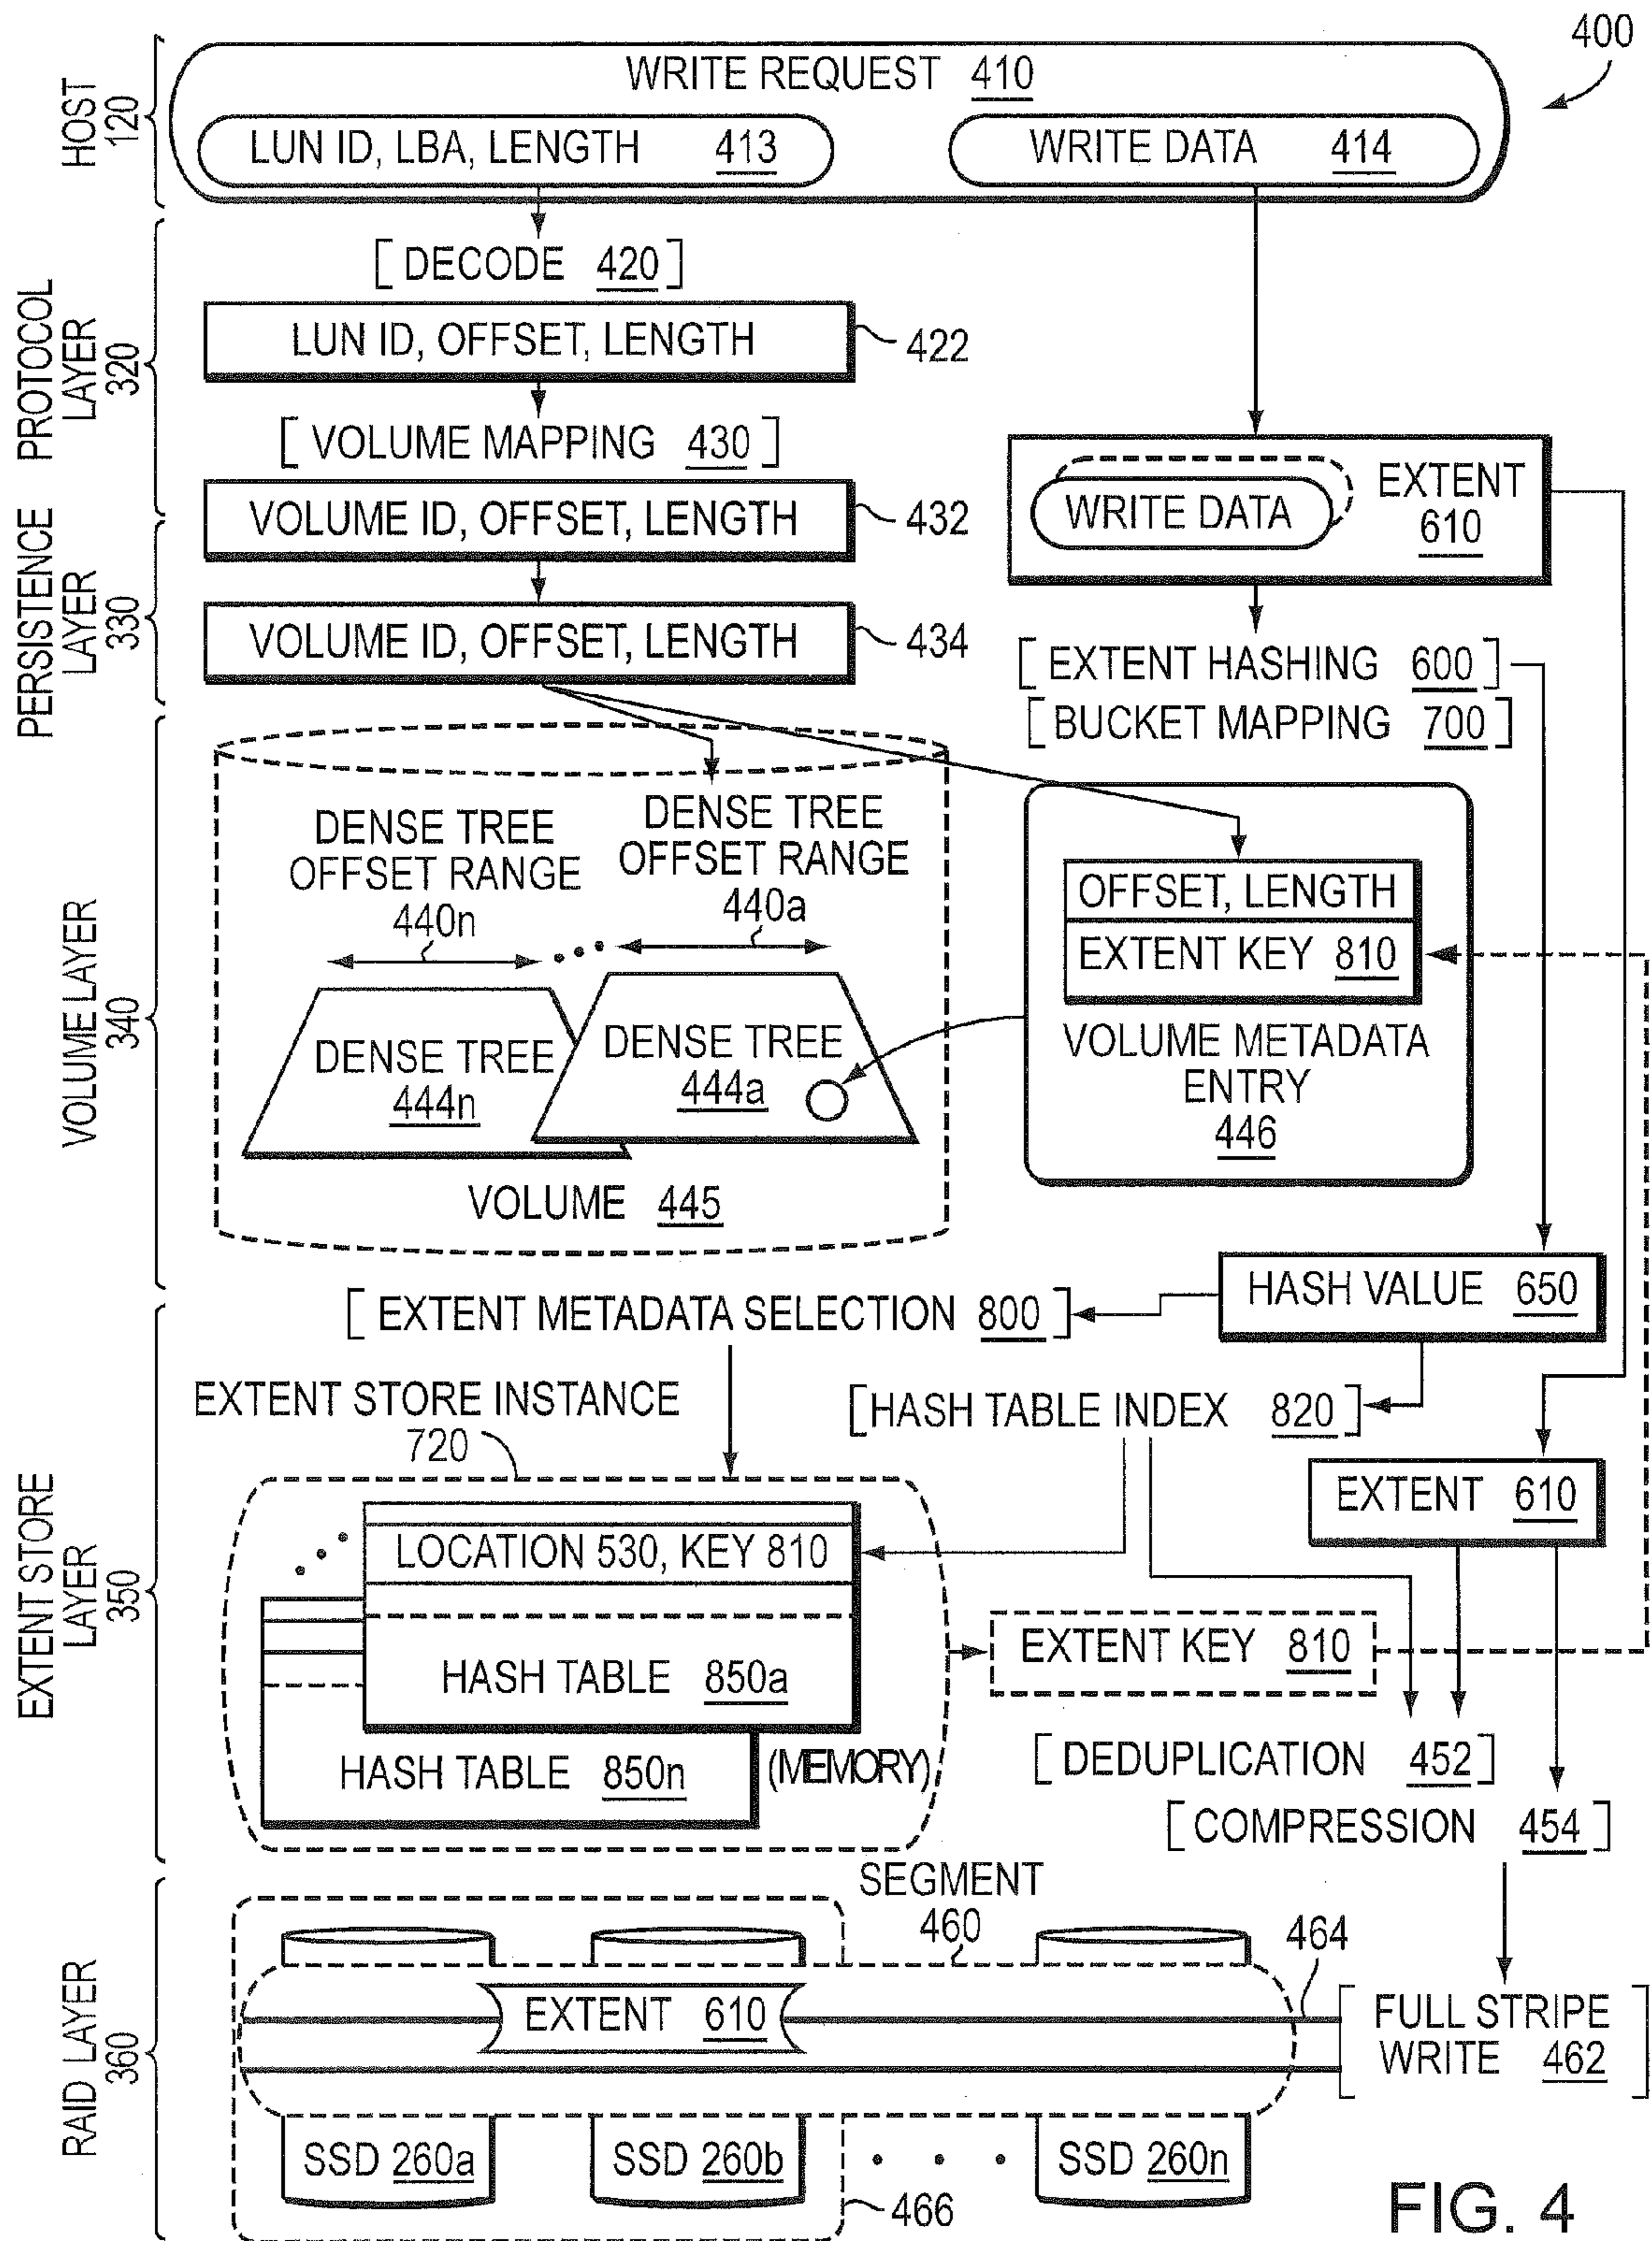 400
HOST
120
WRITE REQUEST 410
LUN ID, LBA, LENGTH 413
WRITE DATA 414
PROTOCOL
LAYER
320
[ DECODE 420 ]
LUN ID, OFFSET, LENGTH
422
[ VOLUME MAPPING 430 ]
VOLUME ID, OFFSET, LENGTH
432
WRITE DATA
EXTENT
610
PERSISTENCE
LAYER
330
VOLUME ID, OFFSET, LENGTH
434
[ EXTENT HASHING 600 ]
[ BUCKET MAPPING 700 ]
VOLUME LAYER
340
DENSE TREE
OFFSET RANGE
440n
DENSE TREE
OFFSET RANGE
440a
DENSE TREE
444n
DENSE TREE
444a
VOLUME 445
OFFSET, LENGTH
EXTENT KEY 810
VOLUME METADATA
ENTRY
446
HASH VALUE 650
EXTENT STORE
LAYER
350
[ EXTENT METADATA SELECTION 800 ]
EXTENT STORE INSTANCE
720
[HASH TABLE INDEX 820 ]
EXTENT 610
LOCATION 530, KEY 810
HASH TABLE 850a
HASH TABLE 850n
(MEMORY)
EXTENT KEY 810
[ DEDUPLICATION 452 ]
[ COMPRESSION 454 ]
RAID LAYER
360
SEGMENT
460
464
EXTENT 610
[ FULL STRIPE
WRITE 462 ]
SSD 260a
SSD 260b
SSD 260n
466
FIG. 4